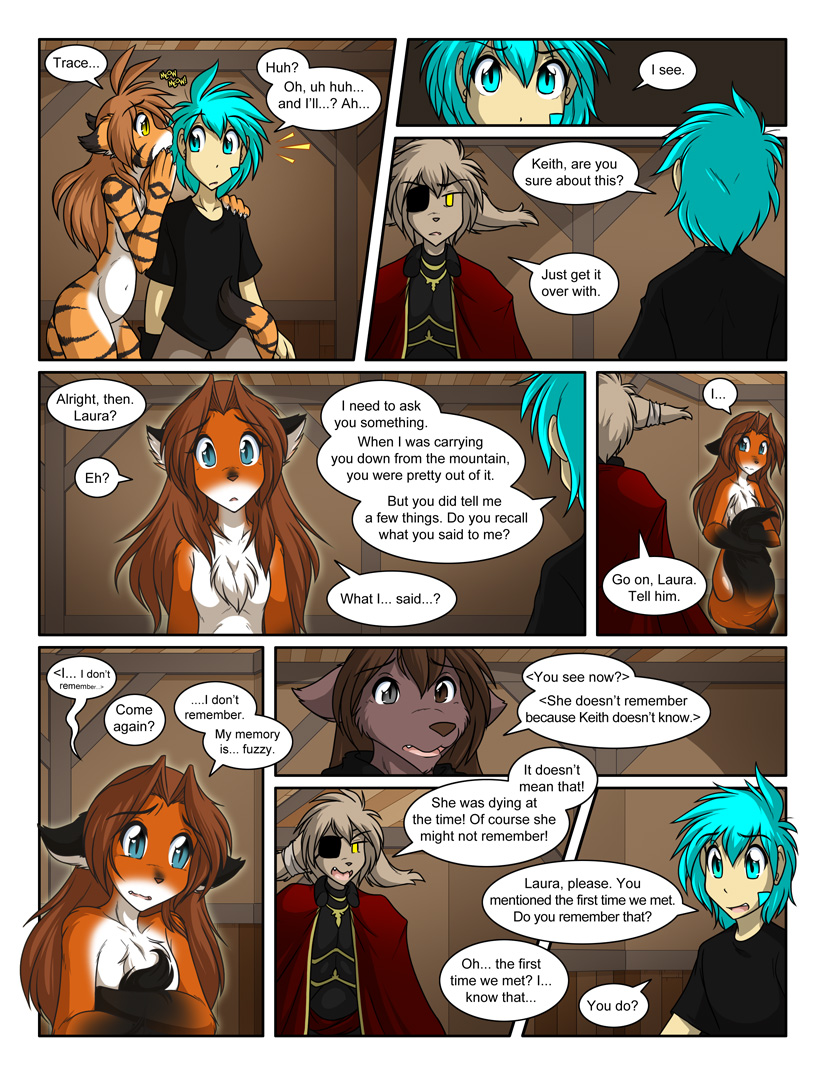 Trace...
MEOW
MEOW!
Huh?
Oh, uh huh...
and I'll...? Ah...
I see.
Keith, are you
sure about this?
Just get it
over with.
Alright, then.
Laura?
Eh?
I need to ask
you something.
When I was carrying
you down from the mountain,
you were pretty out of it.
But you did tell me
a few things. Do you recall
what you said to me?
What I... said...?
I...
Go on, Laura.
Tell him.
<I... I don't
remember...>
Come
again?
....I don't
remember.
My memory
is... fuzzy.
<You see now?>
<She doesn't remember
because Keith doesn't know.>
It doesn't
mean that!
She was dying at
the time! Of course she
might not remember!
Laura, please. You
mentioned the first time we met.
Do you remember that?
Oh... the first
time we met? I...
know that...
You do?